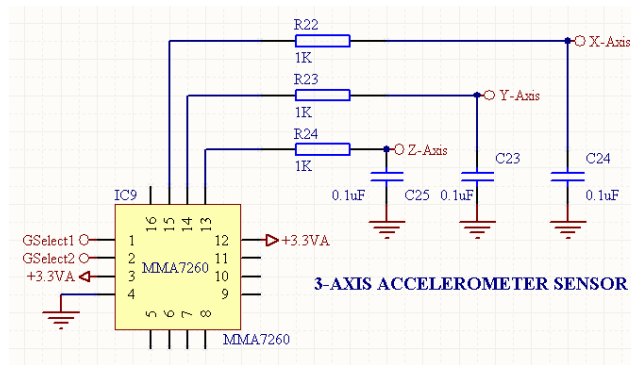 R22
X-Axis
1K
R23
Y-Axis
1K
R24
Z-Axis
C23
C24
1K
0.1uF
C25
0.1uF
0.1uF
IC9
16
15
14
13
GSelect1
1
12
+3.3VA
GSelect2
2
11
MMA7260
+3.3VA
3
10
4
9
3-AXIS ACCELEROMETER SENSOR
5
6
7
8
MMA7260